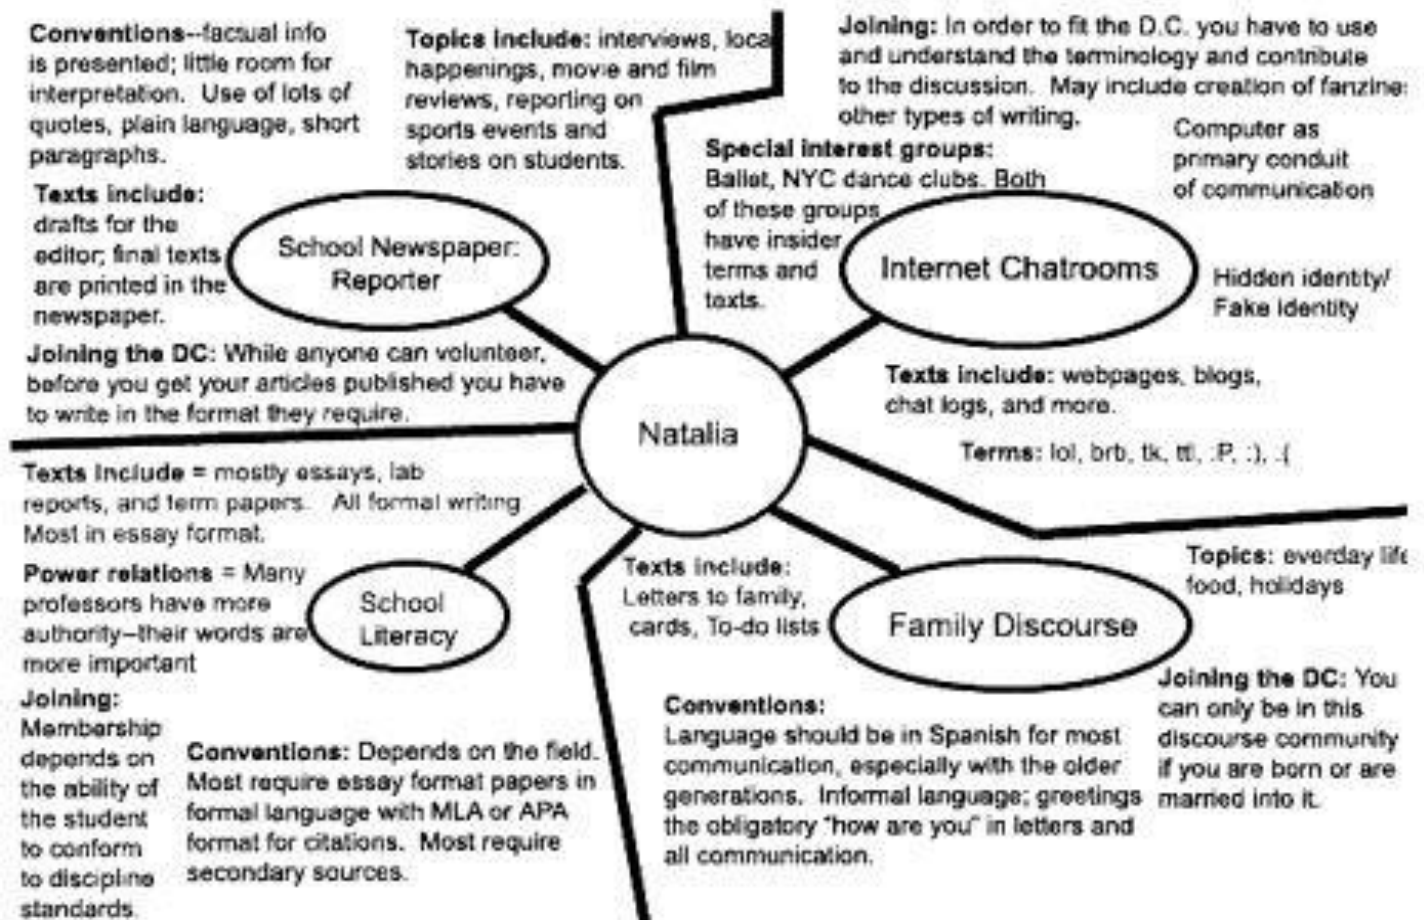 Conventions--factual info
is presented; little room for
interpretation. Use of lots of
quotes, plain language, short
paragraphs.
Texts include:
drafts for the
editor; final texts
are printed in the
newspaper.
Joining the DC: While anyone can volunteer,
before you get your articles published you have
to write in the format they require.
Topics include: interviews, loca
happenings, movie and film
reviews, reporting on
sports events and
stories on students.
School Newspaper:
Reporter
Joining: In order to fit the D.C. you have to use
and understand the terminology and contribute
to the discussion. May include creation of fanzine
other types of writing.
Special interest groups:
Ballet, NYC dance clubs. Both
of these groups
have insider
terms and
texts.
Computer as
primary conduit
of communication
Internet Chatrooms
Hidden identity/
Fake identity
Texts include: webpages, blogs,
chat logs, and more.
Terms: lol, brb, tk, ttl, :P, :), :(
Natalia
Texts Include = mostly essays, lab
reports, and term papers. All formal writing
Most in essay format.
Power relations = Many
professors have more
authority--their words are
more important
School
Literacy
Joining:
Membership
depends on
the ability of
the student
to conform
to discipline
standards.
Conventions: Depends on the field.
Most require essay format papers in
formal language with MLA or APA
format for citations. Most require
secondary sources.
Texts include:
Letters to family,
cards, To-do lists
Family Discourse
Topics: everday life
food, holidays
Conventions:
Language should be in Spanish for most
communication, especially with the older
generations. Informal language; greetings
the obligatory "how are you" in letters and
all communication.
Joining the DC: You
can only be in this
discourse community
if you are born or are
married into it.